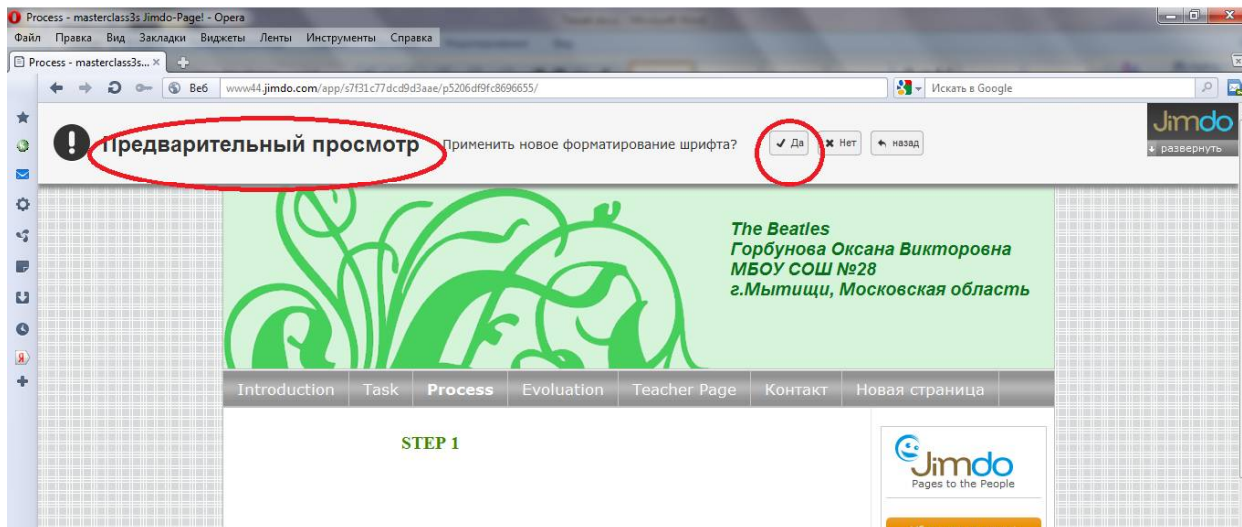 Process - masterclass3s Jimdo-Page! - Opera
Файл Правка Вид Закладки Виджеты Ленты Инструменты Справка
Process - masterclass3s...
Веб www44.jimdo.com/app/s7f31c77dcd9d3aae/p5206df9fc8696655/ Искать в Google
Предварительный просмотр Применить новое форматирование шрифта? Да Нет назад
Jimdo
развернуть
The Beatles
Горбунова Оксана Викторовна
МБОУ СОШ №28
г.Мытищи, Московская область
Introduction Task Process Evoluation Teacher Page Контакт Новая страница
STEP 1
Jimdo
Pages to the People